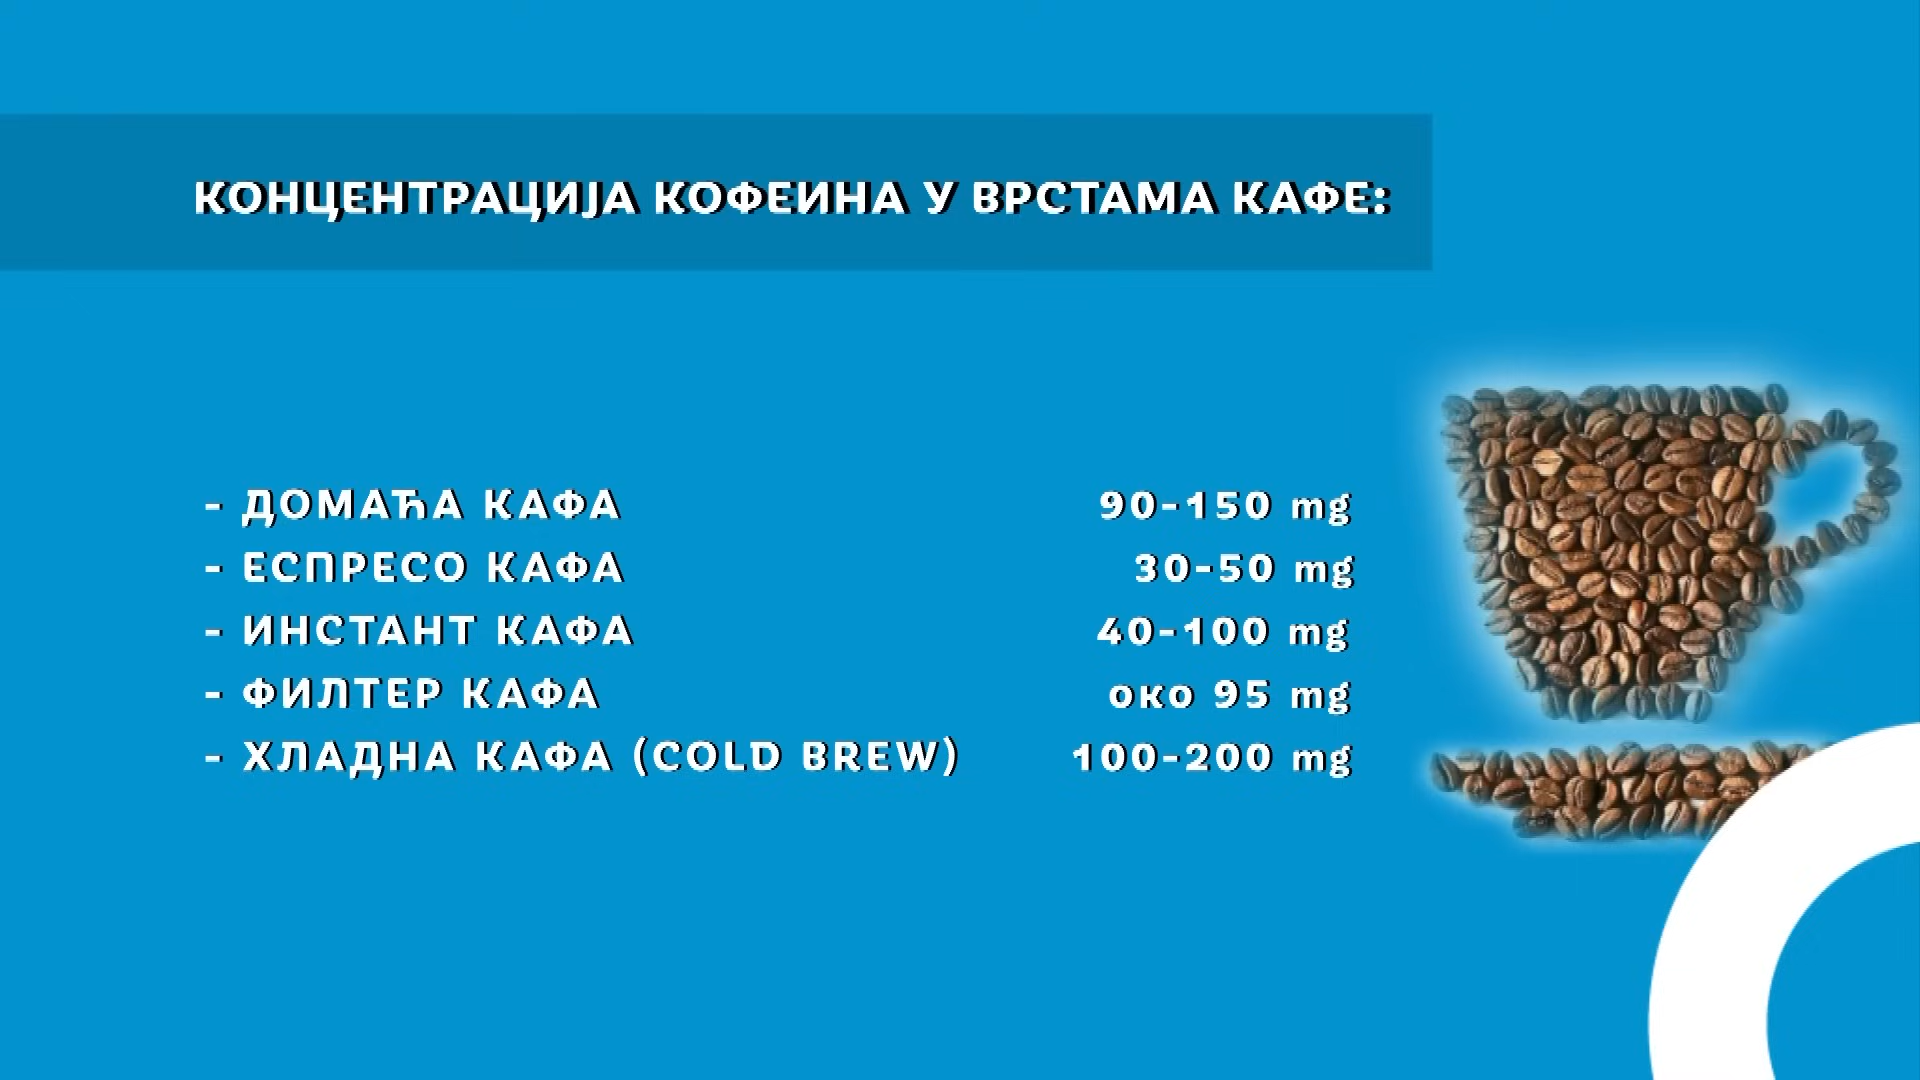 КОНЦЕНТРАЦИЈА КОФЕИНА У ВРСТАМА КАФЕ:
- ДОМАЋА КАФА 90-150 mg
- ЕСПРЕСО КАФА 30-50 mg
- ИНСТАНТ КАФА 40-100 mg
- ФИЛТЕР КАФА око 95 mg
- ХЛАДНА КАФА (COLD BREW) 100-200 mg